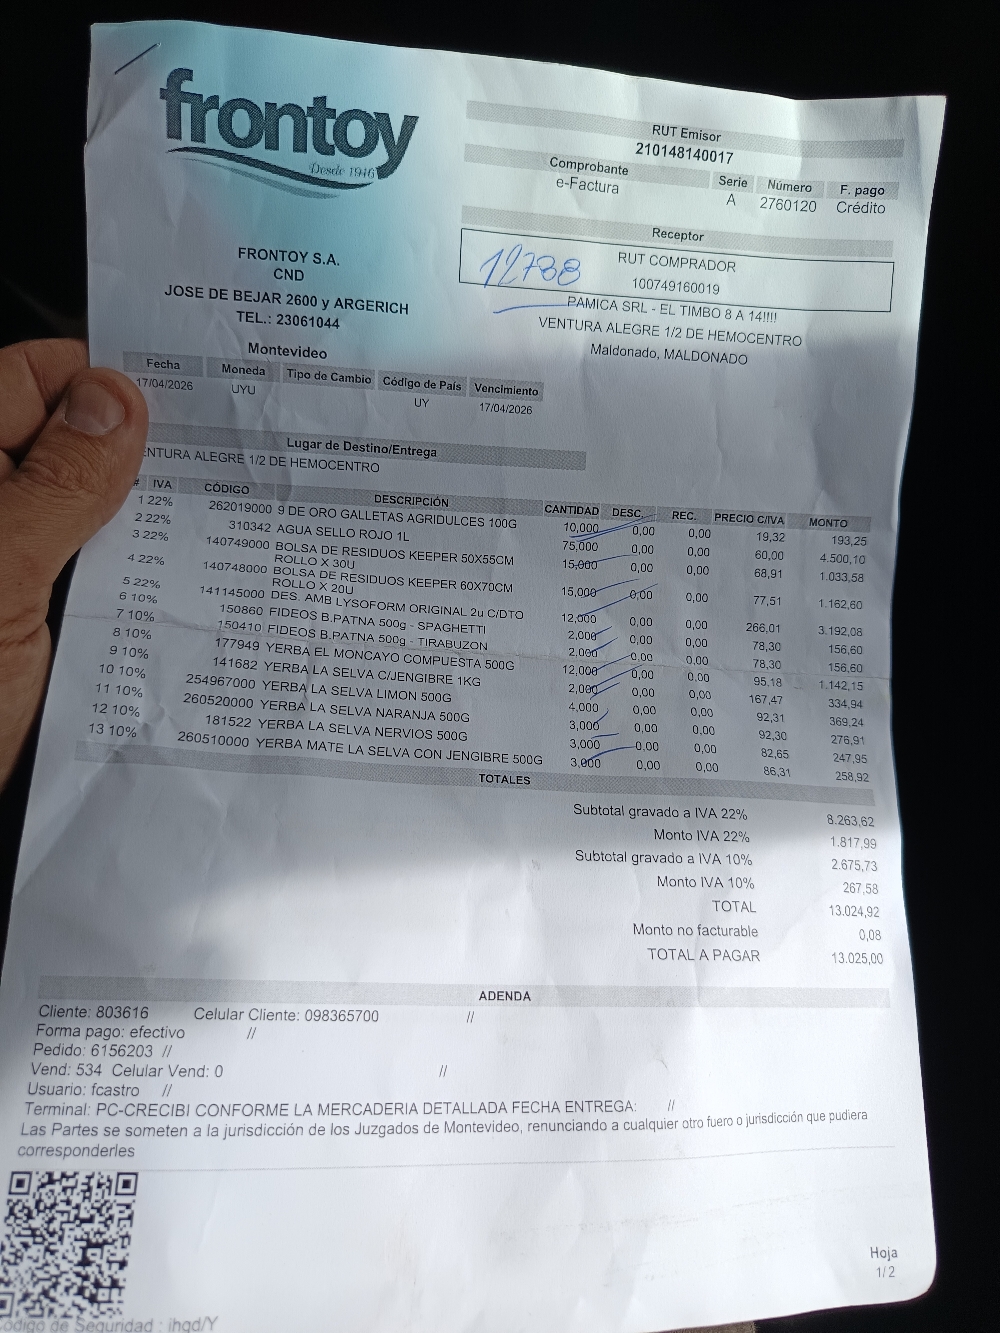 frontoy
Desde 1946
RUT Emisor
210148140017
Comprobante Serie Número F. pago
e-Factura A 2760120 Crédito
Receptor
12788
RUT COMPRADOR
100749160019
PAMICA SRL - EL TIMBO 8 A 14!!!!
VENTURA ALEGRE 1/2 DE HEMOCENTRO
Maldonado, MALDONADO
FRONTOY S.A.
CND
JOSE DE BEJAR 2600 y ARGERICH
TEL.: 23061044
Montevideo
Fecha Moneda Tipo de Cambio Código de País Vencimiento
17/04/2026 UYU UY 17/04/2026
Lugar de Destino/Entrega
ENTURA ALEGRE 1/2 DE HEMOCENTRO
# IVA CÓDIGO DESCRIPCIÓN CANTIDAD DESC. REC. PRECIO C/IVA MONTO
1 22% 262019000 9 DE ORO GALLETAS AGRIDULCES 100G 10,000 0,00 0,00 19,32 193,25
2 22% 310342 AGUA SELLO ROJO 1L 75,000 0,00 0,00 60,00 4.500,10
3 22% 140749000 BOLSA DE RESIDUOS KEEPER 50X55CM 15,000 0,00 0,00 68,91 1.033,58
ROLLO X 30U
4 22% 140748000 BOLSA DE RESIDUOS KEEPER 60X70CM 15,000 0,00 0,00 77,51 1.162,60
ROLLO X 20U
5 22% 141145000 DES. AMB LYSOFORM ORIGINAL 2u C/DTO 12,000 0,00 0,00 266,01 3.192,08
6 10% 150860 FIDEOS B.PATNA 500g - SPAGHETTI 2,000 0,00 0,00 78,30 156,60
7 10% 150410 FIDEOS B.PATNA 500g - TIRABUZON 2,000 0,00 0,00 78,30 156,60
8 10% 177949 YERBA EL MONCAYO COMPUESTA 500G 12,000 0,00 0,00 95,18 1.142,15
9 10% 141682 YERBA LA SELVA C/JENGIBRE 1KG 2,000 0,00 0,00 167,47 334,94
10 10% 254967000 YERBA LA SELVA LIMON 500G 4,000 0,00 0,00 92,31 369,24
11 10% 260520000 YERBA LA SELVA NARANJA 500G 3,000 0,00 0,00 92,30 276,91
12 10% 181522 YERBA LA SELVA NERVIOS 500G 3,000 0,00 0,00 82,65 247,95
13 10% 260510000 YERBA MATE LA SELVA CON JENGIBRE 500G 3,000 0,00 0,00 86,31 258,92
TOTALES
Subtotal gravado a IVA 22% 8.263,62
Monto IVA 22% 1.817,99
Subtotal gravado a IVA 10% 2.675,73
Monto IVA 10% 267,58
TOTAL 13.024,92
Monto no facturable 0,08
TOTAL A PAGAR 13.025,00
ADENDA
Cliente: 803616 Celular Cliente: 098365700 //
Forma pago: efectivo //
Pedido: 6156203 //
Vend: 534 Celular Vend: 0 //
Usuario: fcastro //
Terminal: PC-CRECIBI CONFORME LA MERCADERIA DETALLADA FECHA ENTREGA: //
Las Partes se someten a la jurisdicción de los Juzgados de Montevideo, renunciando a cualquier otro fuero o jurisdicción que pudiera
corresponderles
Hoja
1/2
ódigo de Seguridad : ihqd/Y